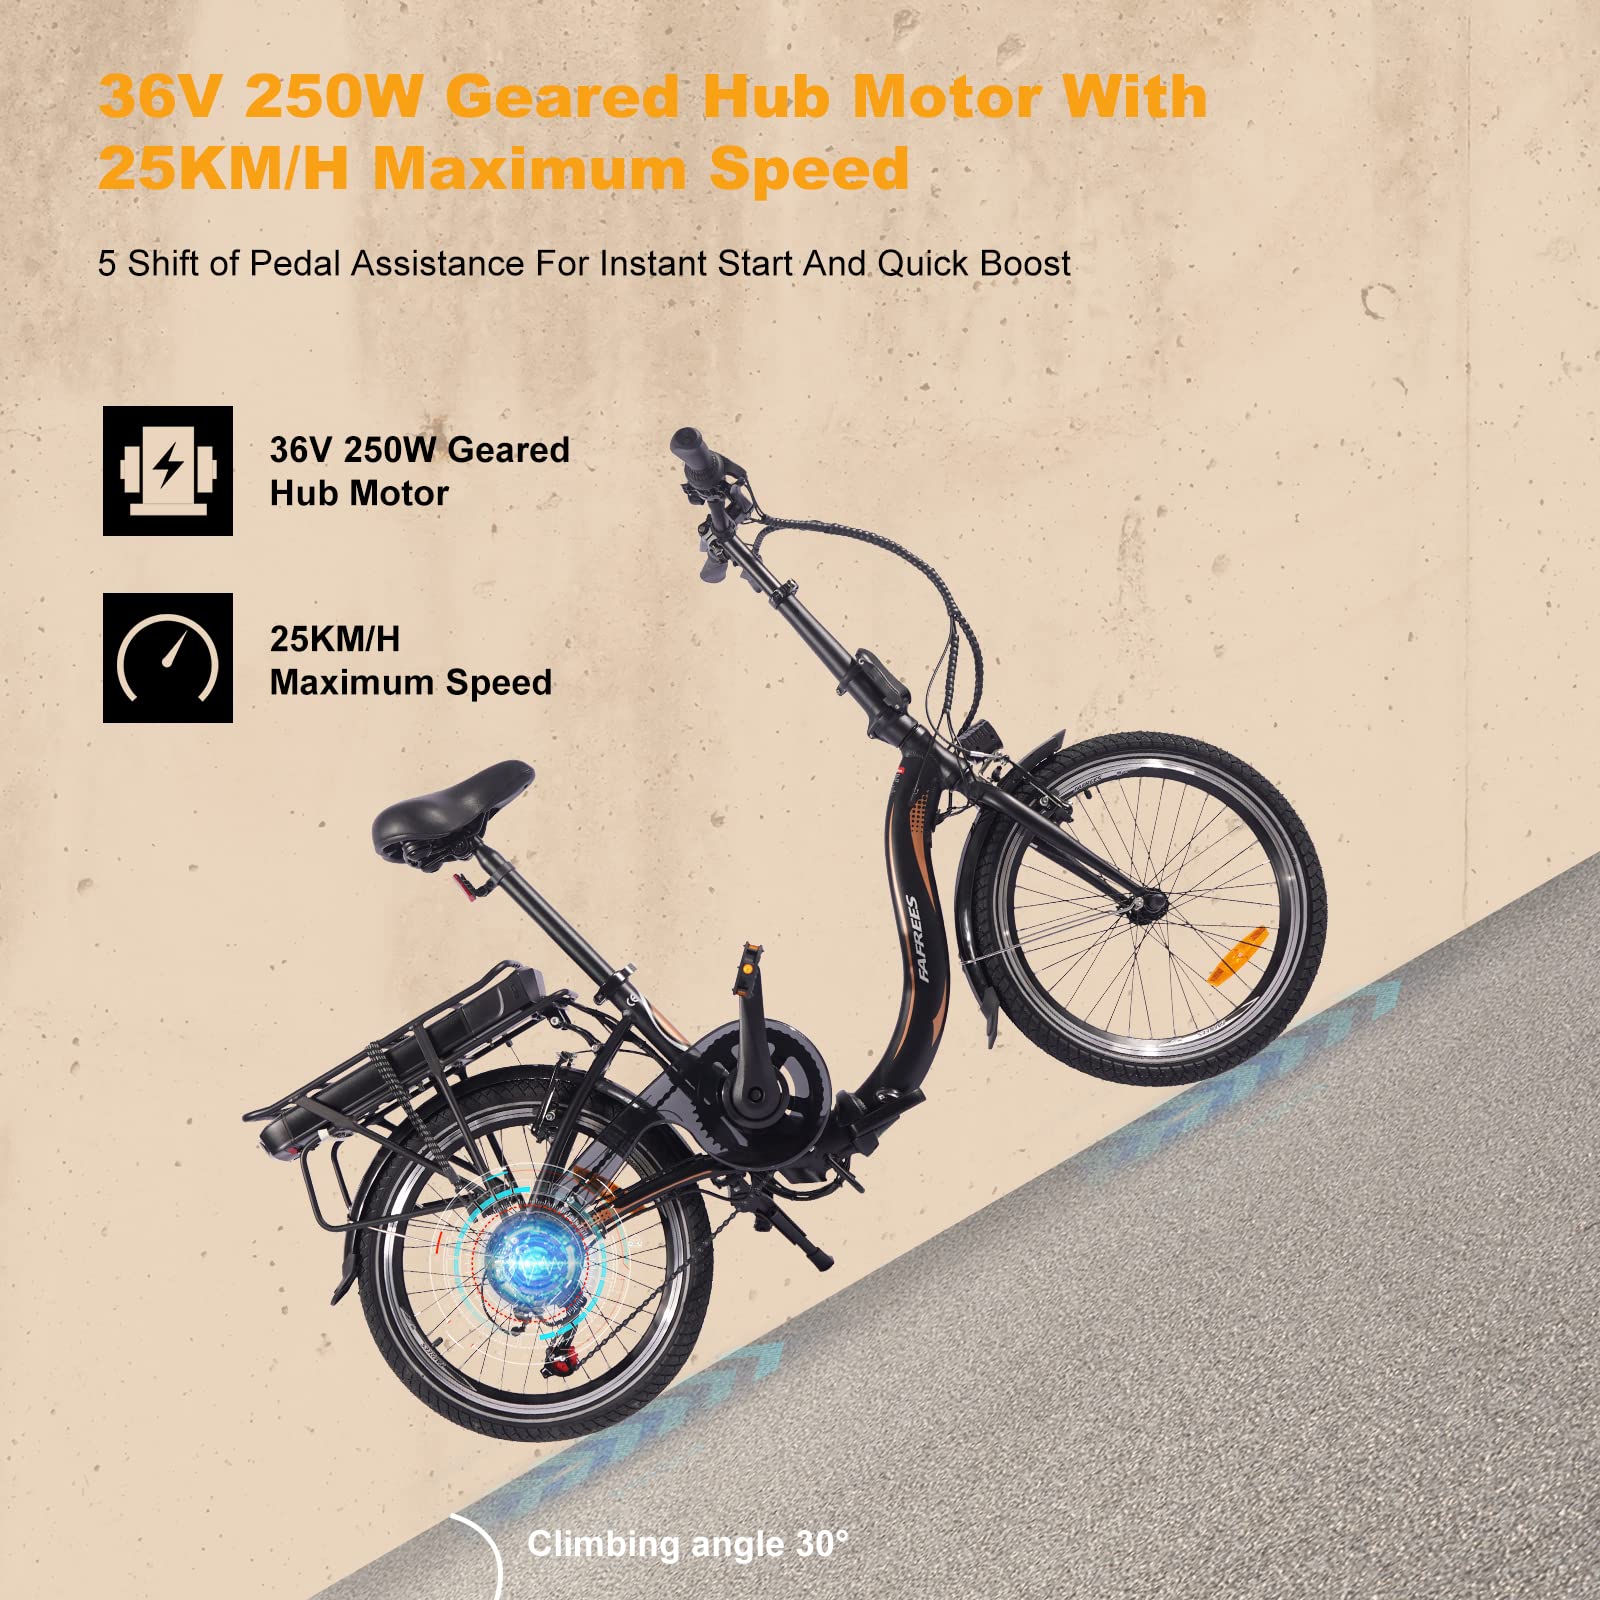 36V 250W Geared Hub Motor With
25KM/H Maximum Speed
5 Shift of Pedal Assistance For Instant Start And Quick Boost
36V 250W Geared
Hub Motor
25KM/H
Maximum Speed
FAFREES
Climbing angle 30°